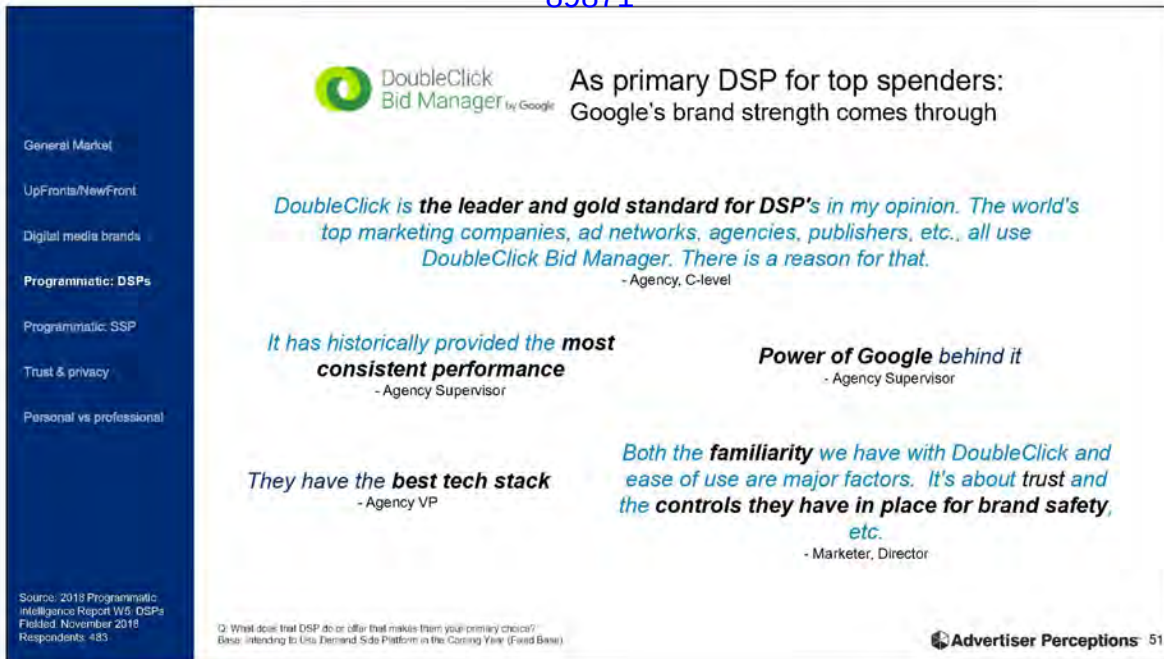 89871
DoubleClick
Bid Manager by Google
As primary DSP for top spenders:
Google's brand strength comes through
General Market
UpFronts/NewFront
Digital media brands
Programmatic: DSPs
Programmatic: SSP
Trust & privacy
Personal vs professional
DoubleClick is the leader and gold standard for DSP's in my opinion. The world's
top marketing companies, ad networks, agencies, publishers, etc., all use
DoubleClick Bid Manager. There is a reason for that.
- Agency, C-level
It has historically provided the most
consistent performance
- Agency Supervisor
Power of Google behind it
- Agency Supervisor
They have the best tech stack
- Agency VP
Both the familiarity we have with DoubleClick and
ease of use are major factors. It's about trust and
the controls they have in place for brand safety,
etc.
- Marketer, Director
Source: 2018 Programmatic
Intelligence Report W5: DSPs
Fielded: November 2018
Respondents: 483
Q: What does that DSP do or offer that makes them your primary choice?
Base: Intending to Use Demand Side Platform in the Coming Year (Fixed Base)
Advertiser Perceptions 51